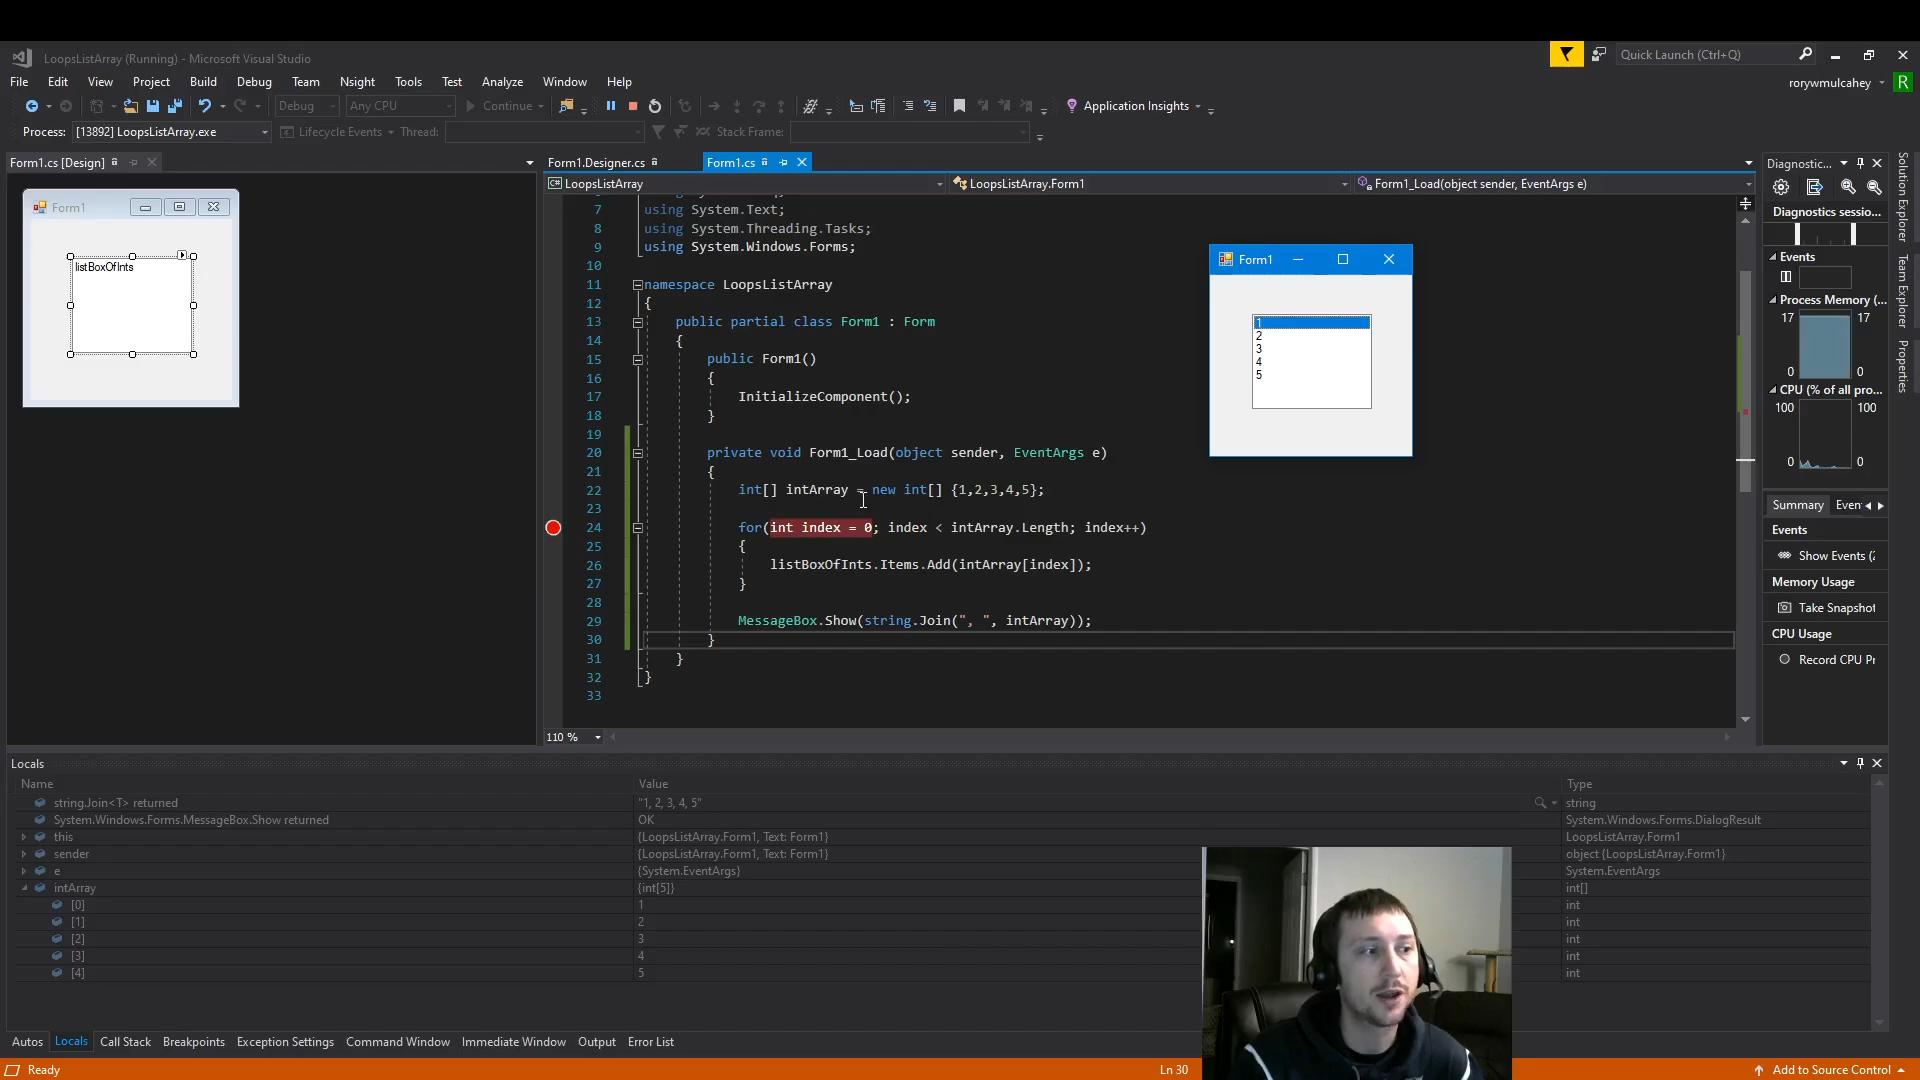 LoopsListArray (Running) - Microsoft Visual Studio
Quick Launch (Ctrl+Q)
File Edit View Project Build Debug Team Nsight Tools Test Analyze Window Help
rorywmulcahey R
Debug Any CPU Continue Application Insights
Process: [13892] LoopsListArray.exe Lifecycle Events Thread: Stack Frame:
Form1.cs [Design] Form1.Designer.cs Form1.cs
LoopsListArray LoopsListArray.Form1 Form1_Load(object sender, EventArgs e)
Form1
listBoxOfInts
7 using System.Text;
8 using System.Threading.Tasks;
9 using System.Windows.Forms;
10
11 namespace LoopsListArray
12 {
13 public partial class Form1 : Form
14 {
15 public Form1()
16 {
17 InitializeComponent();
18 }
19
20 private void Form1_Load(object sender, EventArgs e)
21 {
22 int[] intArray = new int[] {1,2,3,4,5};
23
24 for(int index = 0; index < intArray.Length; index++)
25 {
26 listBoxOfInts.Items.Add(intArray[index]);
27 }
28
29 MessageBox.Show(string.Join(", ", intArray));
30 }
31 }
32 }
33
110 %
Form1
1
2
3
4
5
Diagnostic...
Diagnostics sessio...
Events
Process Memory (...
17 17
0 0
CPU (% of all pro...
100 100
0 0
Summary Even
Events
Show Events (2
Memory Usage
Take Snapshot
CPU Usage
Record CPU Pr
Solution Explorer
Team Explorer
Properties
Locals
Name Value Type
string.Join<T> returned "1, 2, 3, 4, 5" string
System.Windows.Forms.MessageBox.Show returned OK System.Windows.Forms.DialogResult
this {LoopsListArray.Form1, Text: Form1} LoopsListArray.Form1
sender {LoopsListArray.Form1, Text: Form1} object {LoopsListArray.Form1}
e {System.EventArgs} System.EventArgs
intArray {int[5]} int[]
[0] 1 int
[1] 2 int
[2] 3 int
[3] 4 int
[4] 5 int
Autos Locals Call Stack Breakpoints Exception Settings Command Window Immediate Window Output Error List
Ready Ln 30 Add to Source Control